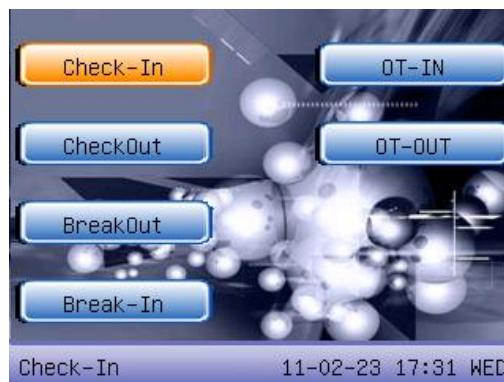 Check-In
OT-IN
CheckOut
OT-OUT
BreakOut
Break-In
Check-In 11-02-23 17:31 WED